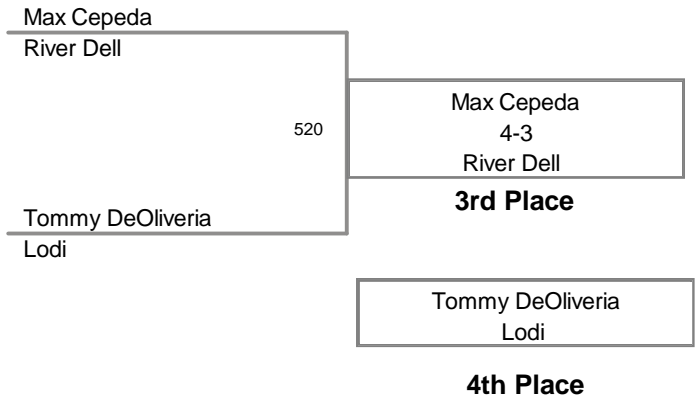 Max Cepeda
River Dell
520
Max Cepeda
4-3
River Dell
3rd Place
Tommy DeOliveria
Lodi
Tommy DeOliveria
Lodi
4th Place